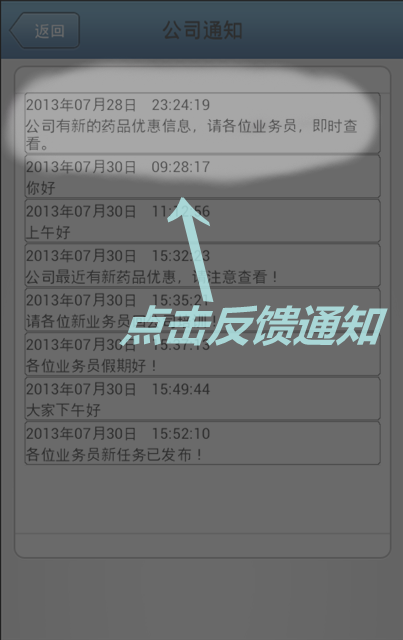 返回
公司通知
2013年07月28日 23:24:19
公司有新的药品优惠信息，请各位业务员，即时查
看。
2013年07月30日 09:28:17
你好
2013年07月30日
上午好
2013年07月30日 15:32:23
公司最近有新药品优惠，请注意查看！
2013年07月30日 15:35:21
请各位新业务员
点击反馈通知
2013年07月30日 15:37:13
各位业务员假期好！
2013年07月30日 15:49:44
大家下午好
2013年07月30日 15:52:10
各位业务员新任务已发布！